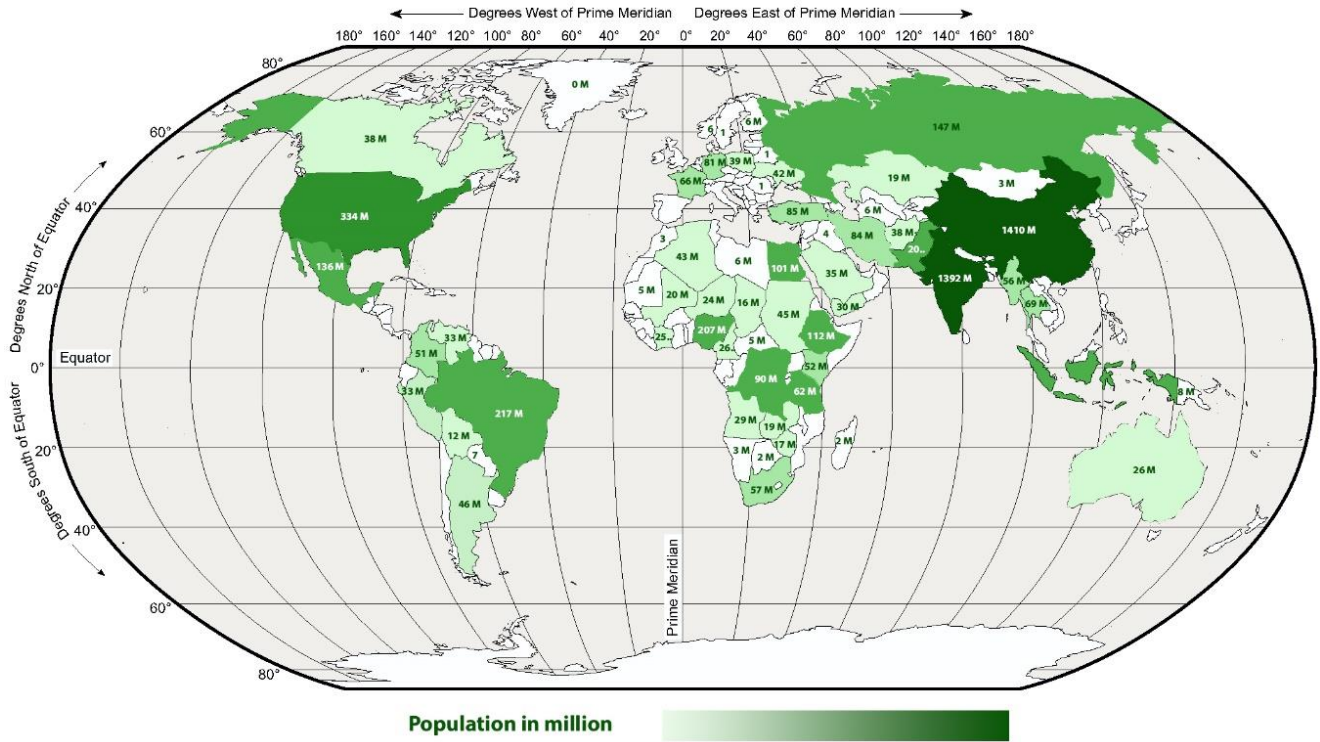 Degrees West of Prime Meridian Degrees East of Prime Meridian
180° 160° 140° 120° 100° 80° 60° 40° 20° 0° 20° 40° 60° 80° 100° 120° 140° 160° 180°
80°
0 M
60°
38 M
6
1
6 M
147 M
81 M
39 M
1
66 M
42 M
1
19 M
3 M
Degrees North of Equator
40°
334 M
85 M
6 M
1410 M
3
4
84 M
38 M
20..
136 M
43 M
6 M
101 M
35 M
1392 M
56 M
20°
5 M
20 M
24 M
16 M
45 M
30 M
69 M
33 M
25..
207 M
26..
5 M
112 M
Equator
51 M
52 M
0°
33 M
90 M
62 M
8 M
217 M
29 M
19 M
12 M
17 M
2 M
20°
7
3 M
2 M
26 M
Degrees South of Equator
46 M
57 M
40°
Prime Meridian
60°
80°
Population in million